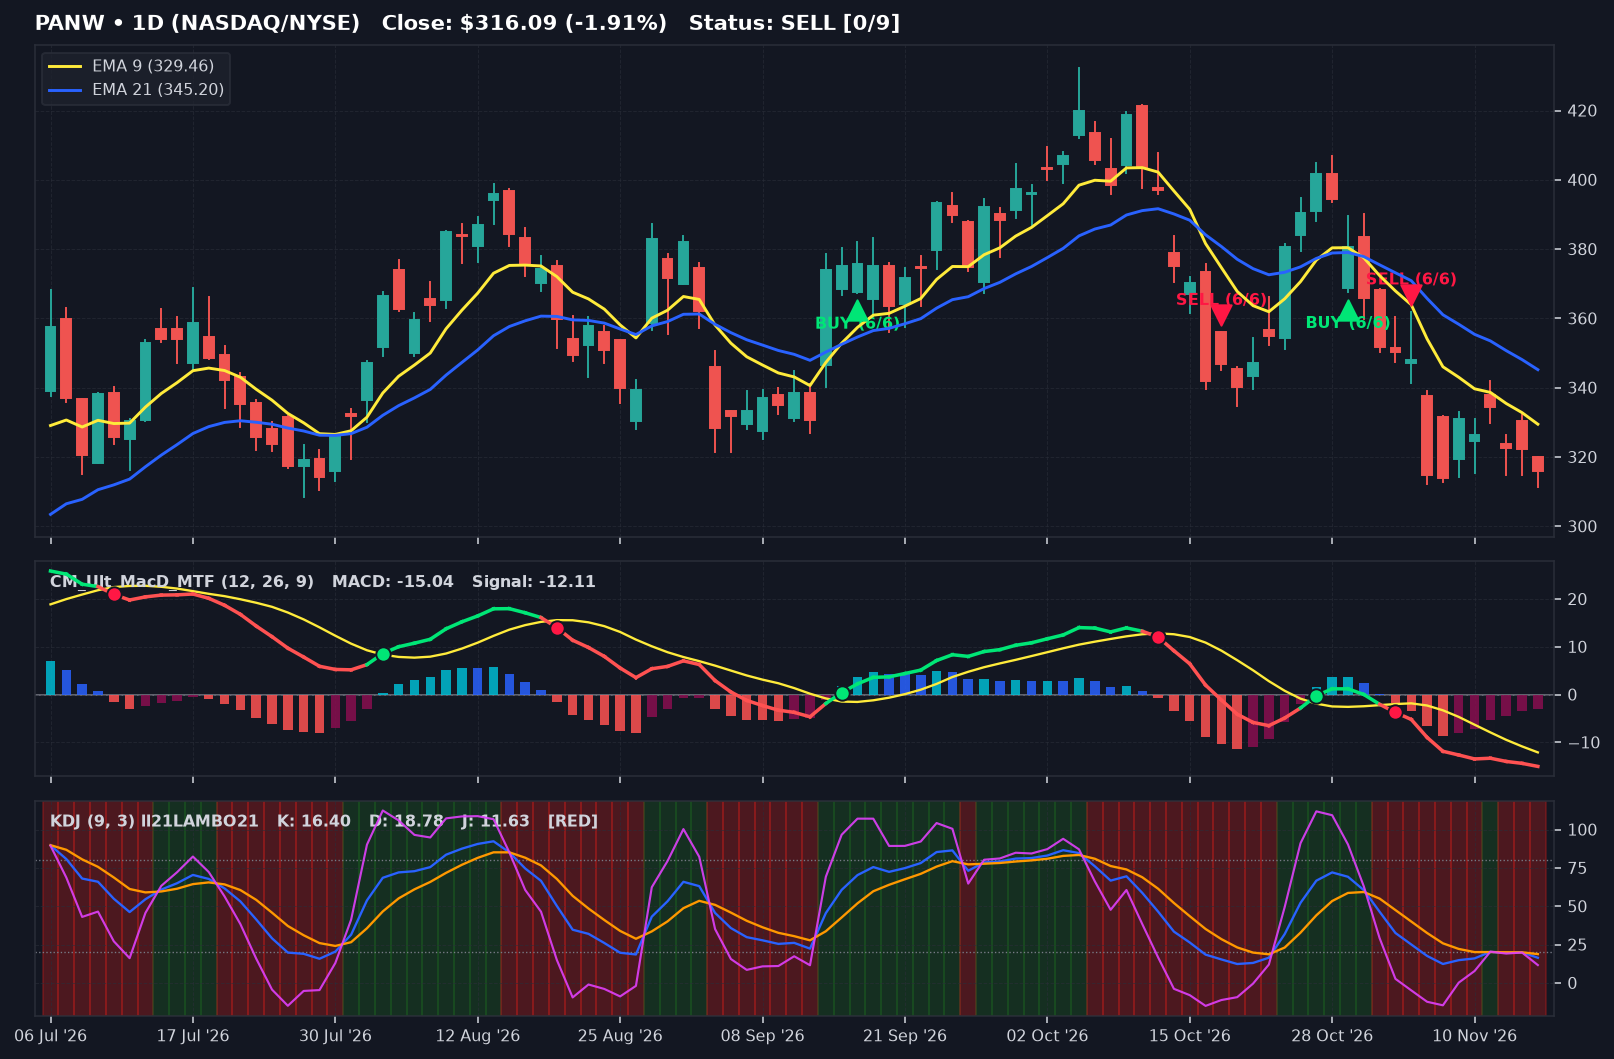 PANW • 1D (NASDAQ/NYSE)   Close: $316.09 (-1.91%)   Status: SELL [0/9]
EMA 9 (329.46)
EMA 21 (345.20)
420
400
380
360
340
320
300
BUY (6/6)
SELL (6/6)
BUY (6/6)
SELL (6/6)
CM_Ult_MacD_MTF (12, 26, 9)   MACD: -15.04   Signal: -12.11
20
10
0
−10
KDJ (9, 3) II21LAMBO21   K: 16.40   D: 18.78   J: 11.63   [RED]
100
75
50
25
0
06 Jul '26
17 Jul '26
30 Jul '26
12 Aug '26
25 Aug '26
08 Sep '26
21 Sep '26
02 Oct '26
15 Oct '26
28 Oct '26
10 Nov '26